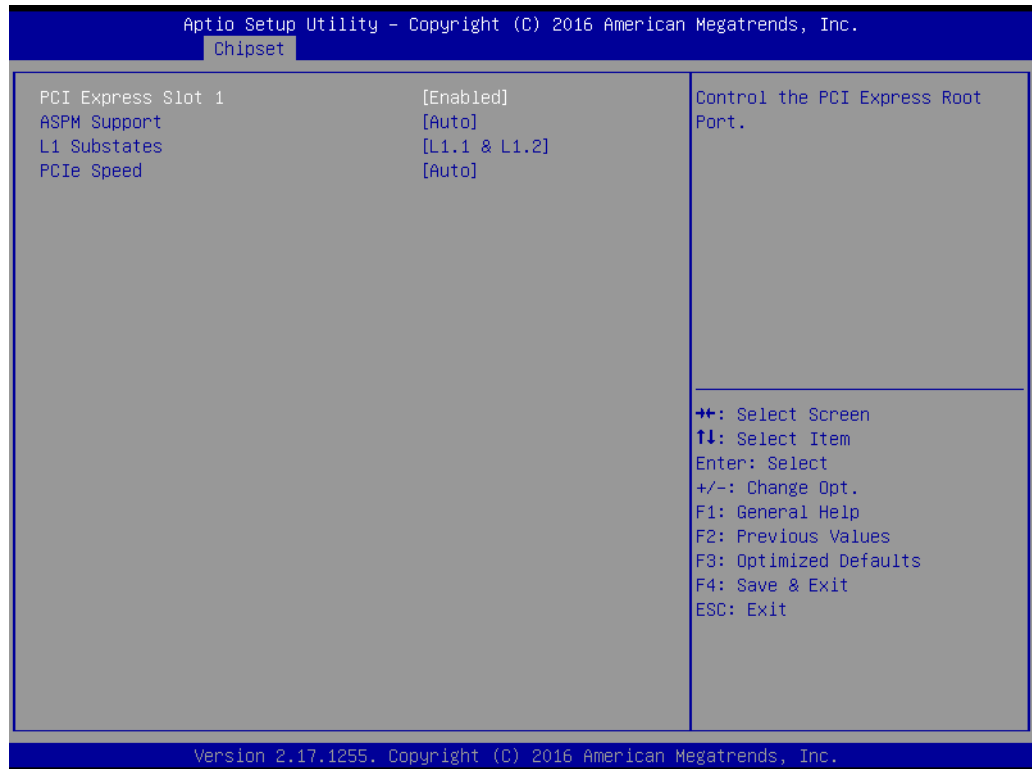 Aptio Setup Utility – Copyright (C) 2016 American Megatrends, Inc.
Chipset
PCI Express Slot 1 [Enabled]
ASPM Support [Auto]
L1 Substates [L1.1 & L1.2]
PCIe Speed [Auto]
Control the PCI Express Root
Port.
→←: Select Screen
↑↓: Select Item
Enter: Select
+/-: Change Opt.
F1: General Help
F2: Previous Values
F3: Optimized Defaults
F4: Save & Exit
ESC: Exit
Version 2.17.1255. Copyright (C) 2016 American Megatrends, Inc.